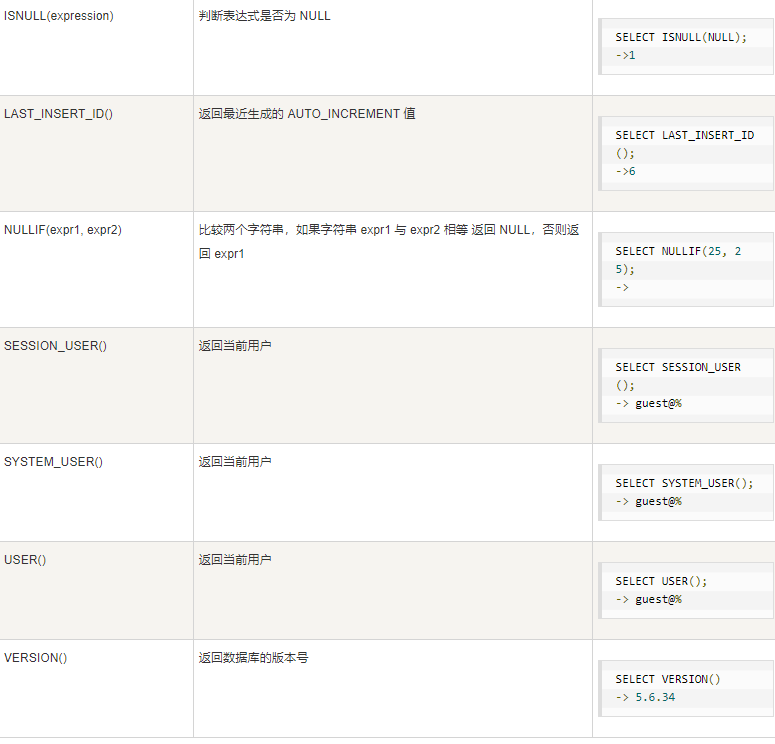 ISNULL(expression)
判断表达式是否为 NULL
SELECT ISNULL(NULL);
->1
LAST_INSERT_ID()
返回最近生成的 AUTO_INCREMENT 值
SELECT LAST_INSERT_ID
();
->6
NULLIF(expr1, expr2)
比较两个字符串，如果字符串 expr1 与 expr2 相等 返回 NULL，否则返
回 expr1
SELECT NULLIF(25, 2
5);
->
SESSION_USER()
返回当前用户
SELECT SESSION_USER
();
-> guest@%
SYSTEM_USER()
返回当前用户
SELECT SYSTEM_USER();
-> guest@%
USER()
返回当前用户
SELECT USER();
-> guest@%
VERSION()
返回数据库的版本号
SELECT VERSION()
-> 5.6.34